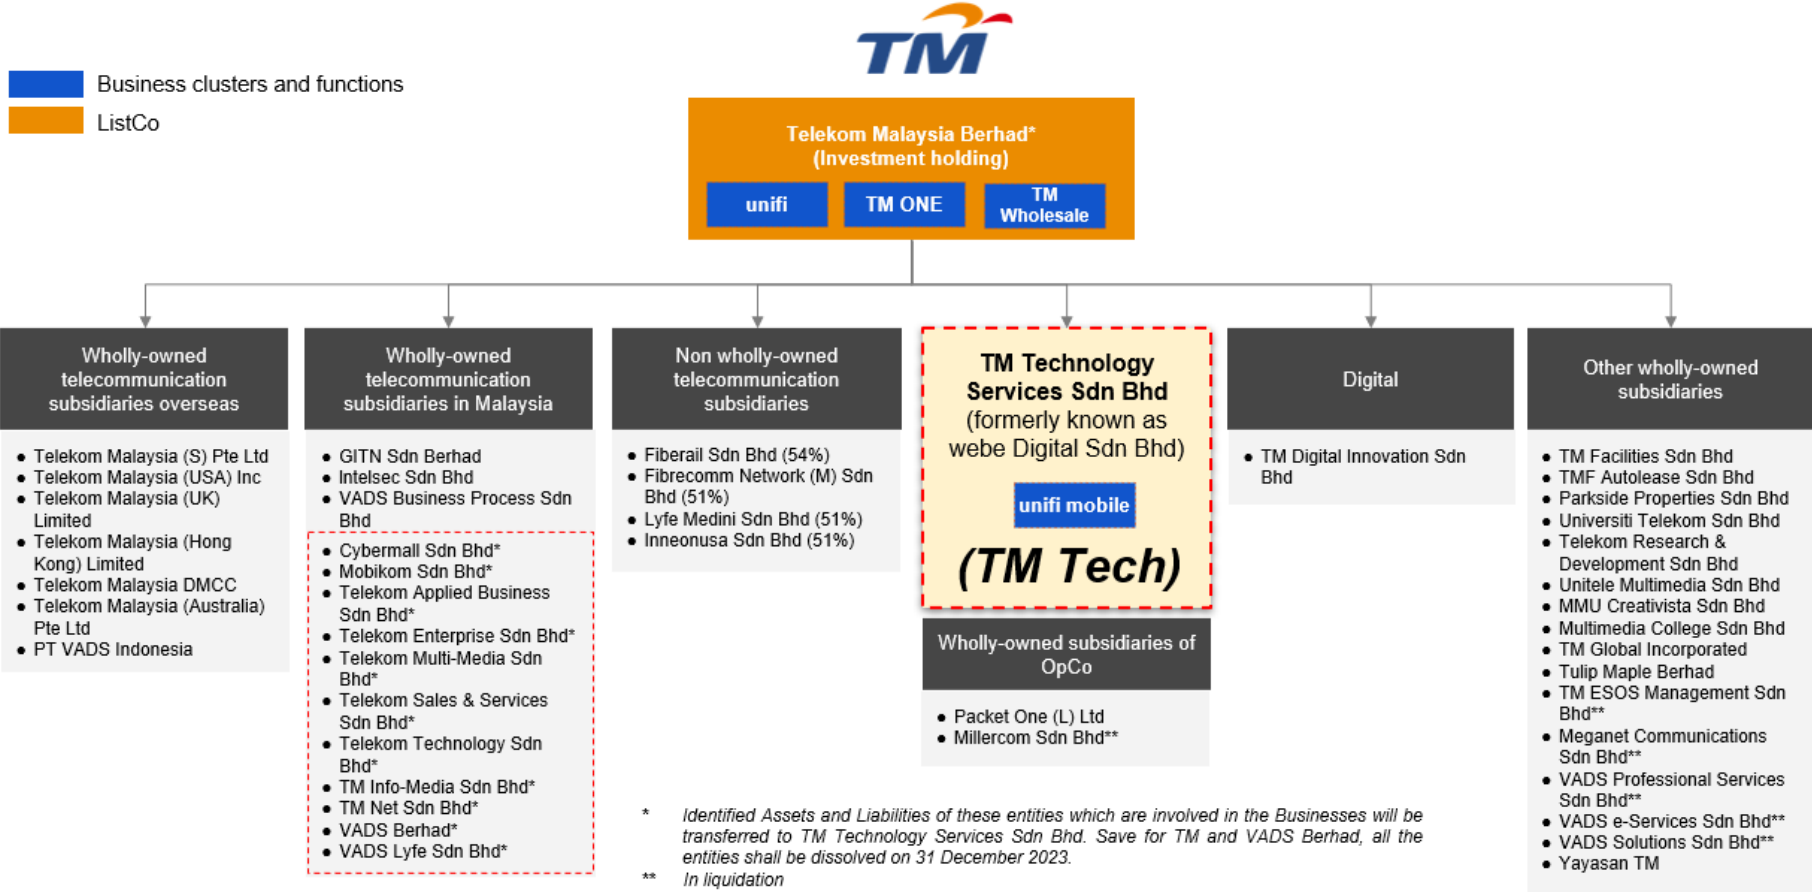 TM
Business clusters and functions
ListCo
Telekom Malaysia Berhad*
(Investment holding)
unifi
TM ONE
TM
Wholesale
Wholly-owned
telecommunication
subsidiaries overseas
● Telekom Malaysia (S) Pte Ltd
● Telekom Malaysia (USA) Inc
● Telekom Malaysia (UK)
Limited
● Telekom Malaysia (Hong
Kong) Limited
● Telekom Malaysia DMCC
● Telekom Malaysia (Australia)
Pte Ltd
● PT VADS Indonesia
Wholly-owned
telecommunication
subsidiaries in Malaysia
● GITN Sdn Berhad
● Intelsec Sdn Bhd
● VADS Business Process Sdn
Bhd
● Cybermall Sdn Bhd*
● Mobikom Sdn Bhd*
● Telekom Applied Business
Sdn Bhd*
● Telekom Enterprise Sdn Bhd*
● Telekom Multi-Media Sdn
Bhd*
● Telekom Sales & Services
Sdn Bhd*
● Telekom Technology Sdn
Bhd*
● TM Info-Media Sdn Bhd*
● TM Net Sdn Bhd*
● VADS Berhad*
● VADS Lyfe Sdn Bhd*
Non wholly-owned
telecommunication
subsidiaries
● Fiberail Sdn Bhd (54%)
● Fibrecomm Network (M) Sdn
Bhd (51%)
● Lyfe Medini Sdn Bhd (51%)
● Inneonusa Sdn Bhd (51%)
TM Technology
Services Sdn Bhd
(formerly known as
webe Digital Sdn Bhd)
unifi mobile
(TM Tech)
Wholly-owned subsidiaries of
OpCo
● Packet One (L) Ltd
● Millercom Sdn Bhd**
Digital
● TM Digital Innovation Sdn
Bhd
Other wholly-owned
subsidiaries
● TM Facilities Sdn Bhd
● TMF Autolease Sdn Bhd
● Parkside Properties Sdn Bhd
● Universiti Telekom Sdn Bhd
● Telekom Research &
Development Sdn Bhd
● Unitele Multimedia Sdn Bhd
● MMU Creativista Sdn Bhd
● Multimedia College Sdn Bhd
● TM Global Incorporated
● Tulip Maple Berhad
● TM ESOS Management Sdn
Bhd**
● Meganet Communications
Sdn Bhd**
● VADS Professional Services
Sdn Bhd**
● VADS e-Services Sdn Bhd**
● VADS Solutions Sdn Bhd**
● Yayasan TM
* Identified Assets and Liabilities of these entities which are involved in the Businesses will be
transferred to TM Technology Services Sdn Bhd. Save for TM and VADS Berhad, all the
entities shall be dissolved on 31 December 2023.
** In liquidation